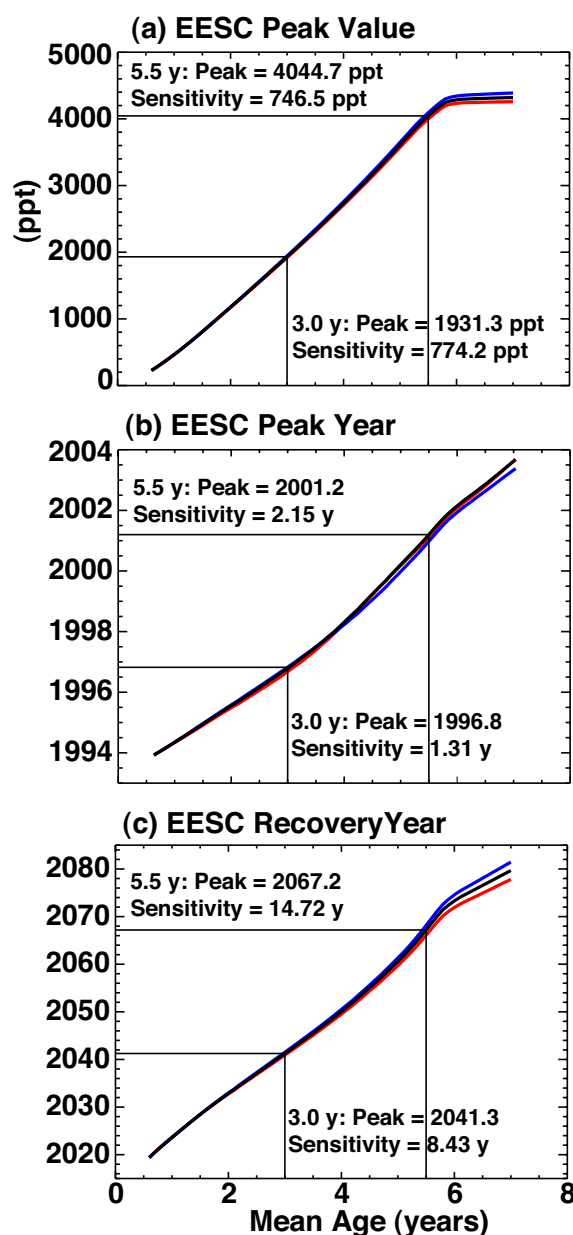 (a) EESC Peak Value
5000
4000
3000
2000
1000
0
(ppt)
5.5 y: Peak = 4044.7 ppt
Sensitivity = 746.5 ppt
3.0 y: Peak = 1931.3 ppt
Sensitivity = 774.2 ppt
(b) EESC Peak Year
2004
2002
2000
1998
1996
1994
5.5 y: Peak = 2001.2
Sensitivity = 2.15 y
3.0 y: Peak = 1996.8
Sensitivity = 1.31 y
(c) EESC RecoveryYear
2080
2070
2060
2050
2040
2030
2020
5.5 y: Peak = 2067.2
Sensitivity = 14.72 y
3.0 y: Peak = 2041.3
Sensitivity = 8.43 y
0 2 4 6 8
Mean Age (years)